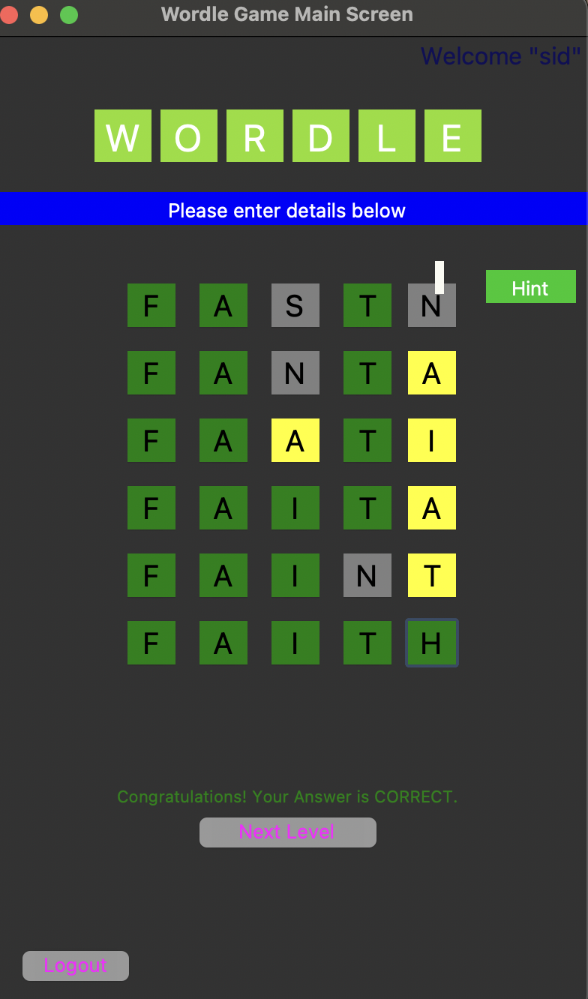 Wordle Game Main Screen
Welcome "sid"
W O R D L E
Please enter details below
F A S T N
Hint
F A N T A
F A A T I
F A I T A
F A I N T
F A I T H
Congratulations! Your Answer is CORRECT.
Next Level
Logout